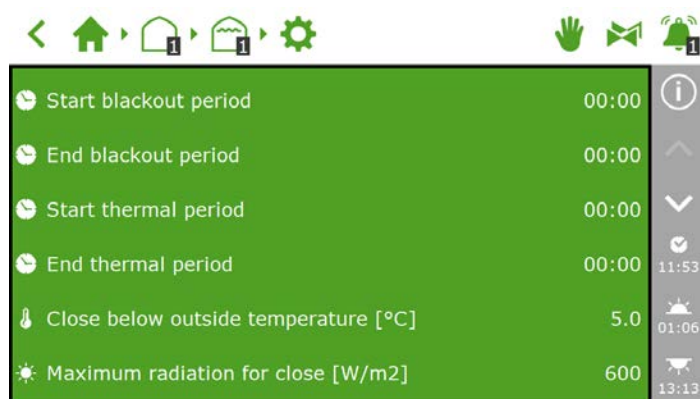 1 1 1
Start blackout period 00:00
End blackout period 00:00
Start thermal period 00:00
End thermal period 00:00
11:53
Close below outside temperature [°C] 5.0
01:06
Maximum radiation for close [W/m2] 600
13:13